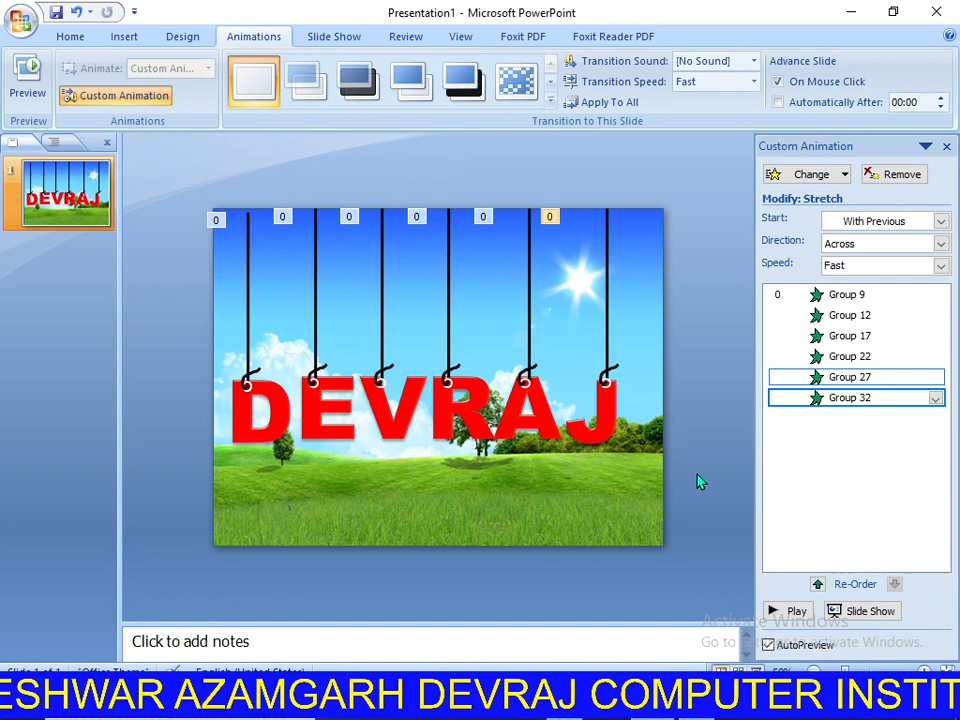 Presentation1 - Microsoft PowerPoint
Home Insert Design Animations Slide Show Review View Foxit PDF Foxit Reader PDF
Preview
Animate: Custom Ani...
Custom Animation
Transition Sound: [No Sound]
Transition Speed: Fast
Apply To All
Advance Slide
On Mouse Click
Automatically After: 00:00
Preview Animations Transition to This Slide
1
DEVRAJ
0 0 0 0 0 0
DEVRAJ
Custom Animation
Change Remove
Modify: Stretch
Start: With Previous
Direction: Across
Speed: Fast
0 Group 9
Group 12
Group 17
Group 22
Group 27
Group 32
Re-Order
Play Slide Show
AutoPreview
Activate Windows
Click to add notes
ESHWAR AZAMGARH DEVRAJ COMPUTER INSTIT